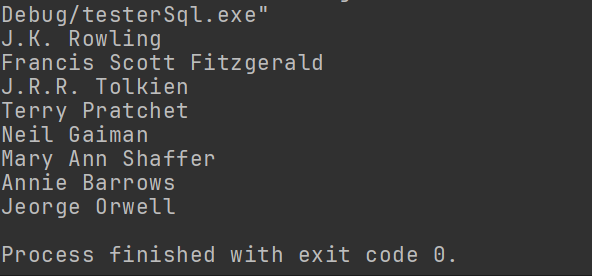 Debug/testerSql.exe"
J.K. Rowling
Francis Scott Fitzgerald
J.R.R. Tolkien
Terry Pratchet
Neil Gaiman
Mary Ann Shaffer
Annie Barrows
Jeorge Orwell
Process finished with exit code 0.